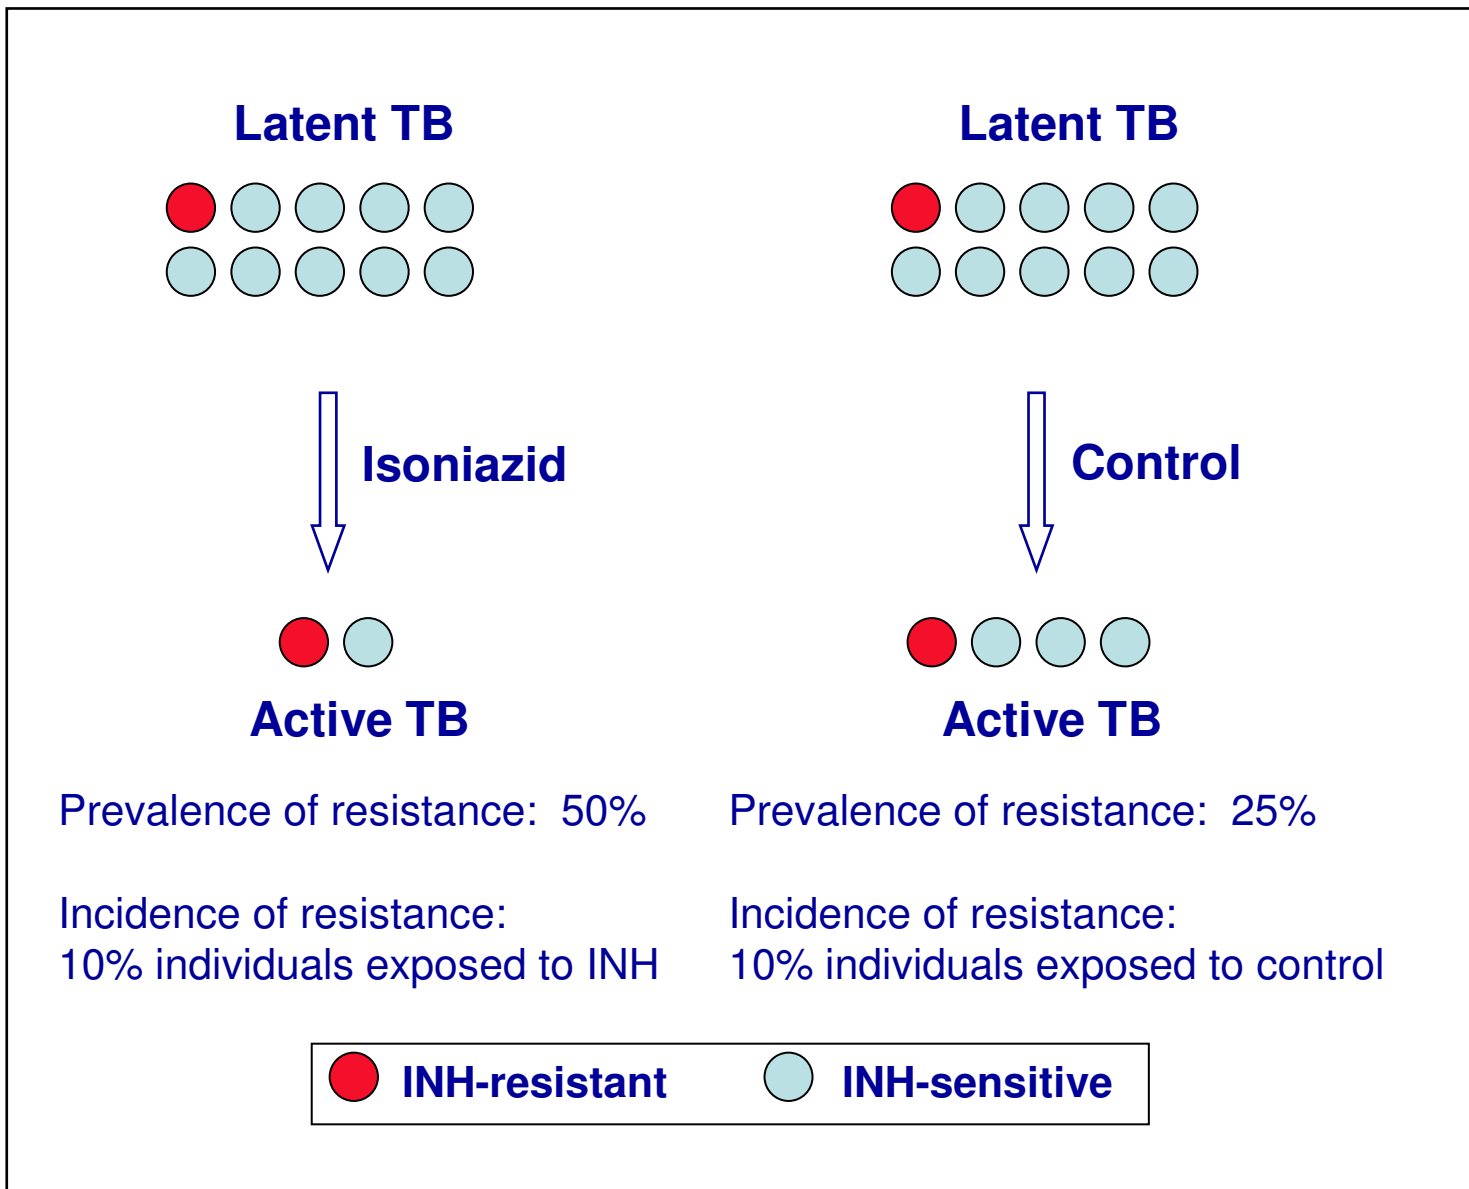 Latent TB
Latent TB
Isoniazid
Control
Active TB
Active TB
Prevalence of resistance:  50%
Prevalence of resistance:  25%
Incidence of resistance:
10% individuals exposed to INH
Incidence of resistance:
10% individuals exposed to control
INH-resistant
INH-sensitive